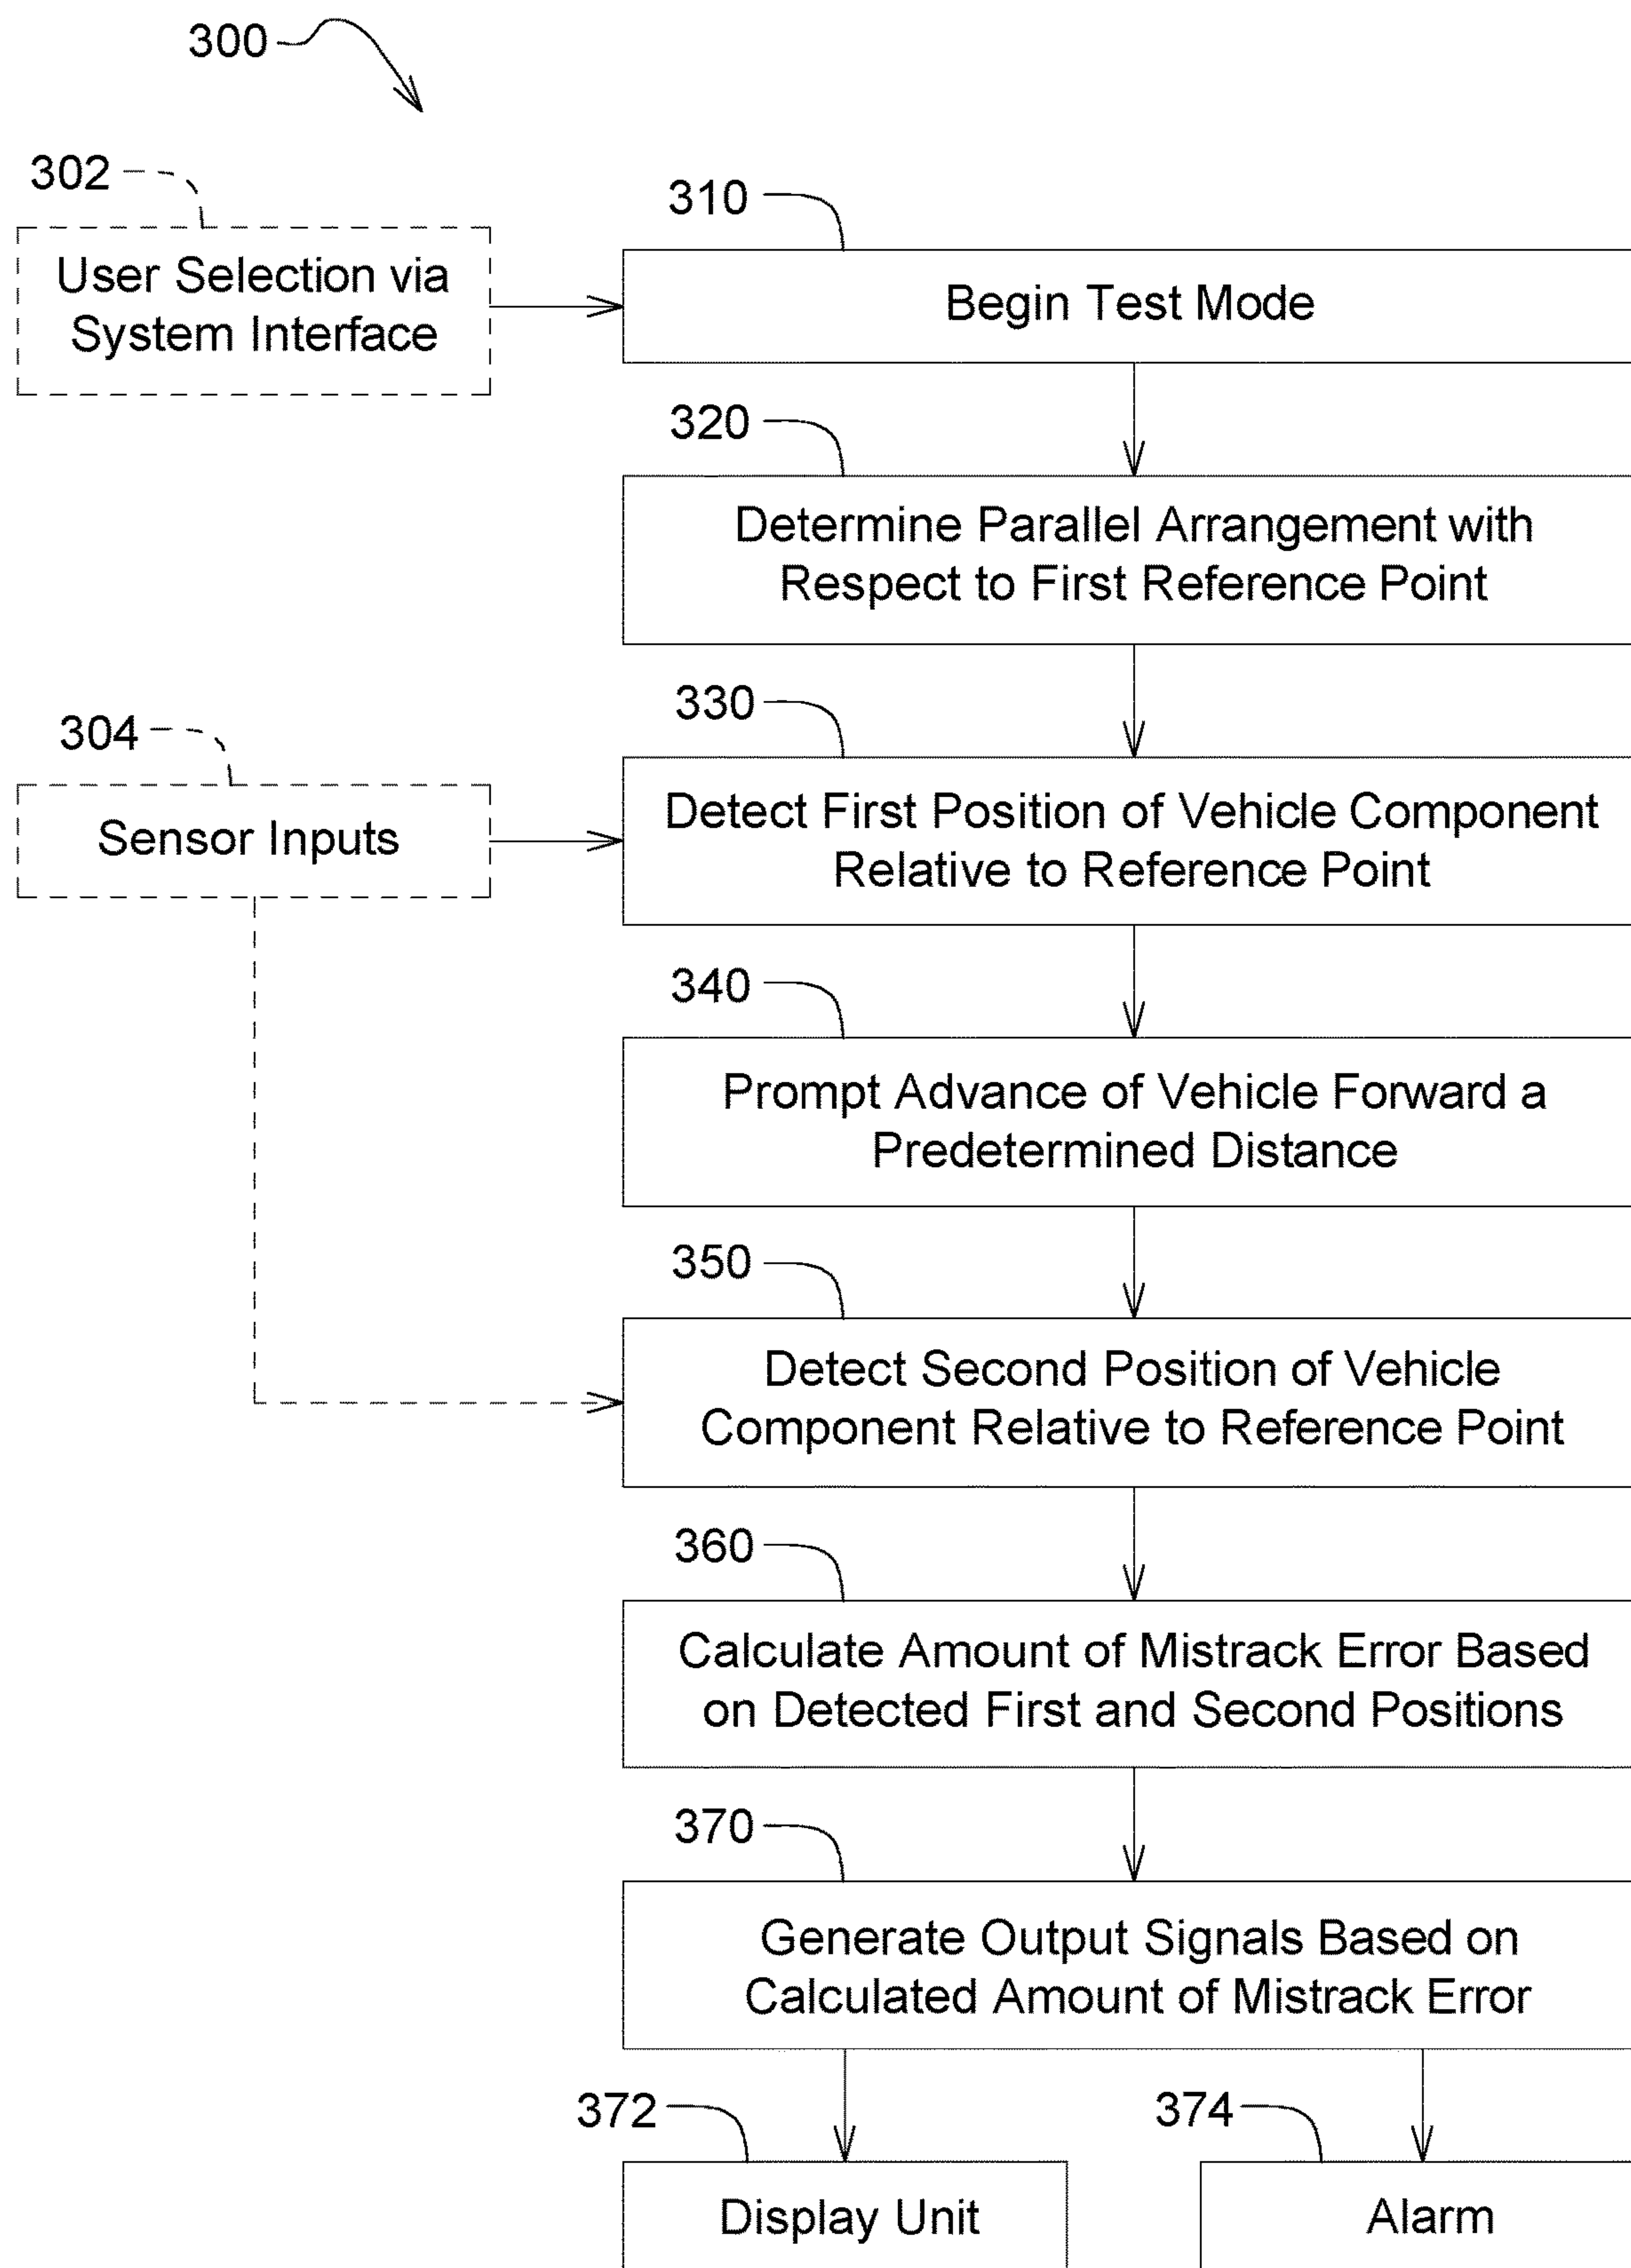 300
302
User Selection via
System Interface
310
Begin Test Mode
320
Determine Parallel Arrangement with
Respect to First Reference Point
330
304
Sensor Inputs
Detect First Position of Vehicle Component
Relative to Reference Point
340
Prompt Advance of Vehicle Forward a
Predetermined Distance
350
Detect Second Position of Vehicle
Component Relative to Reference Point
360
Calculate Amount of Mistrack Error Based
on Detected First and Second Positions
370
Generate Output Signals Based on
Calculated Amount of Mistrack Error
372
Display Unit
374
Alarm